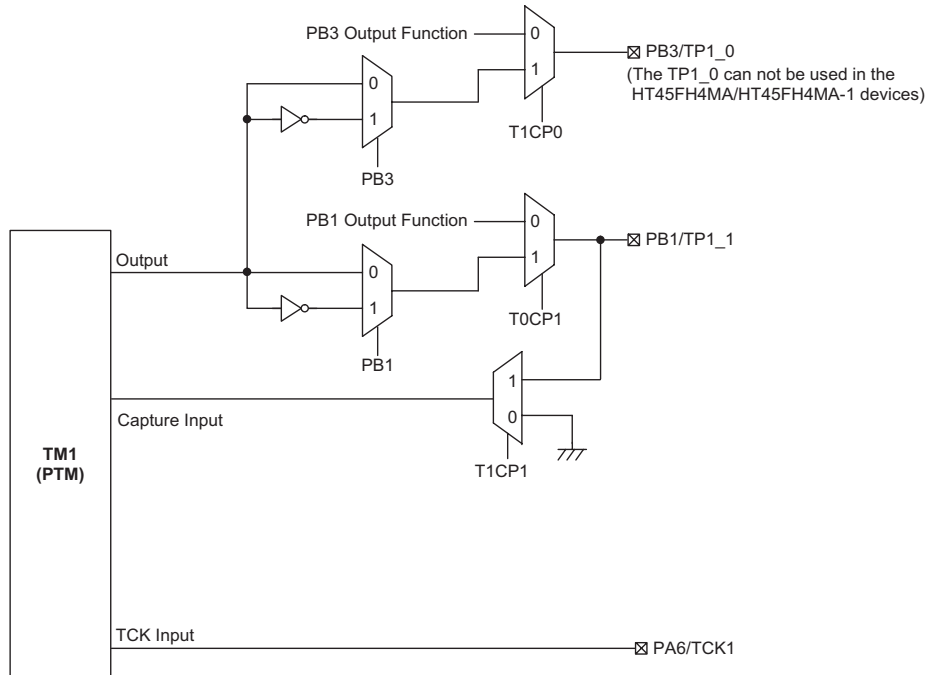 PB3 Output Function
0
1
PB3/TP1_0
(The TP1_0 can not be used in the
HT45FH4MA/HT45FH4MA-1 devices)
0
1
T1CP0
PB3
PB1 Output Function
0
1
PB1/TP1_1
Output
0
1
T0CP1
PB1
1
0
Capture Input
T1CP1
TM1
(PTM)
TCK Input
PA6/TCK1